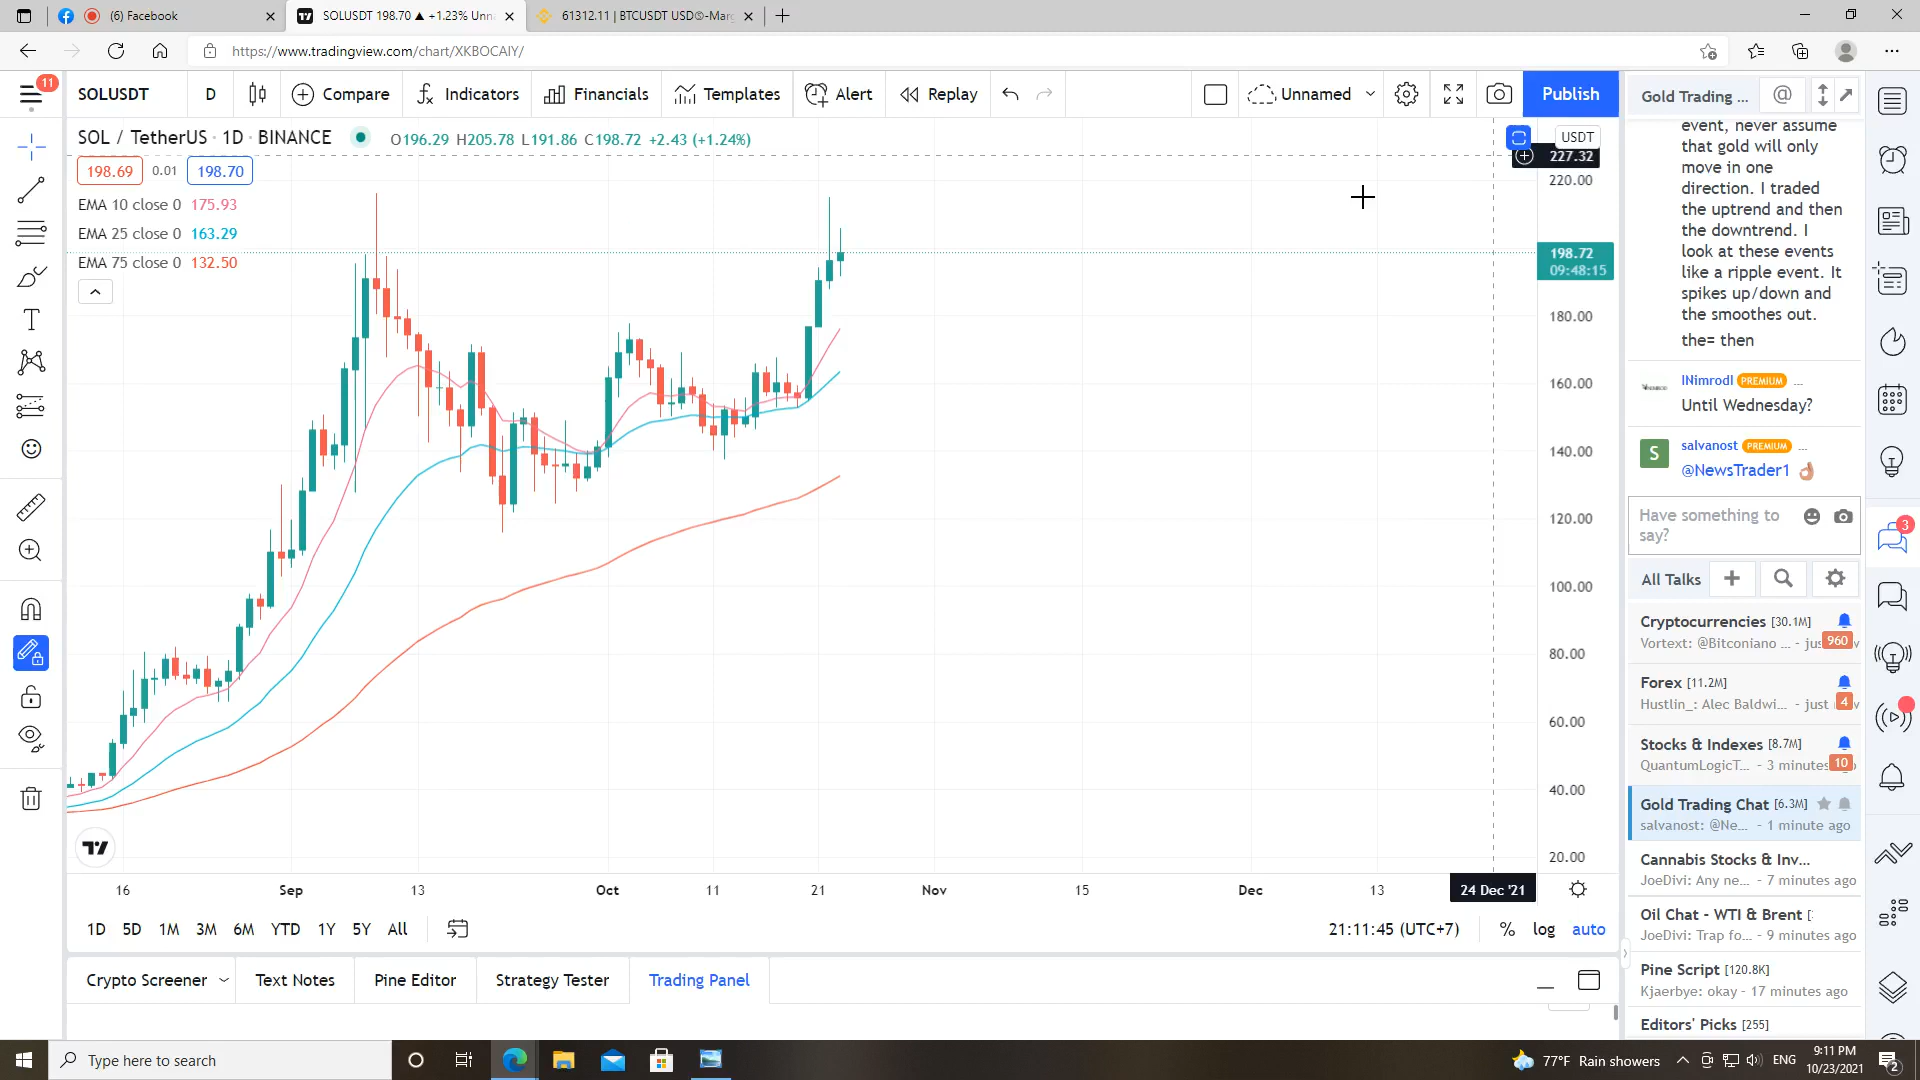 (6) Facebook
SOLUSDT 198.70 ▲ +1.23% Unn
61312.11 | BTCUSDT USD©-Marg
https://www.tradingview.com/chart/XKBOCAIY/
11
SOLUSDT
D
Compare
Indicators
Financials
Templates
Alert
Replay
Unnamed
Publish
SOL / TetherUS · 1D · BINANCE
O196.29 H205.78 L191.86 C198.72 +2.43 (+1.24%)
198.69 0.01 198.70
EMA 10 close 0 175.93
EMA 25 close 0 163.29
EMA 75 close 0 132.50
USDT
227.32
220.00
198.72
09:48:15
180.00
160.00
140.00
120.00
100.00
80.00
60.00
40.00
20.00
16 Sep 13 Oct 11 21 Nov 15 Dec 13 24 Dec '21
1D 5D 1M 3M 6M YTD 1Y 5Y All
21:11:45 (UTC+7) % log auto
Crypto Screener
Text Notes
Pine Editor
Strategy Tester
Trading Panel
Gold Trading ...
@
event, never assume
that gold will only
move in one
direction. I traded
the uptrend and then
the downtrend. I
look at these events
like a ripple event. It
spikes up/down and
the smoothes out.
the= then
INimrodI PREMIUM ...
Until Wednesday?
S
salvanost PREMIUM ...
@NewsTrader1 👌
Have something to
say?
3
All Talks
Cryptocurrencies [30.1M]
Vortext: @Bitconiano ... - jus 960
Forex [11.2M]
Hustlin_: Alec Baldwi... - just 4
Stocks & Indexes [8.7M]
QuantumLogicT... - 3 minutes 10
Gold Trading Chat [6.3M]
salvanost: @Ne... - 1 minute ago
Cannabis Stocks & Inv...
JoeDivi: Any ne... - 7 minutes ago
Oil Chat - WTI & Brent [
JoeDivi: Trap fo... - 9 minutes ago
Pine Script [120.8K]
Kjaerbye: okay - 17 minutes ago
Editors' Picks [255]
Type here to search
77°F Rain showers
ENG
9:11 PM
10/23/2021
2